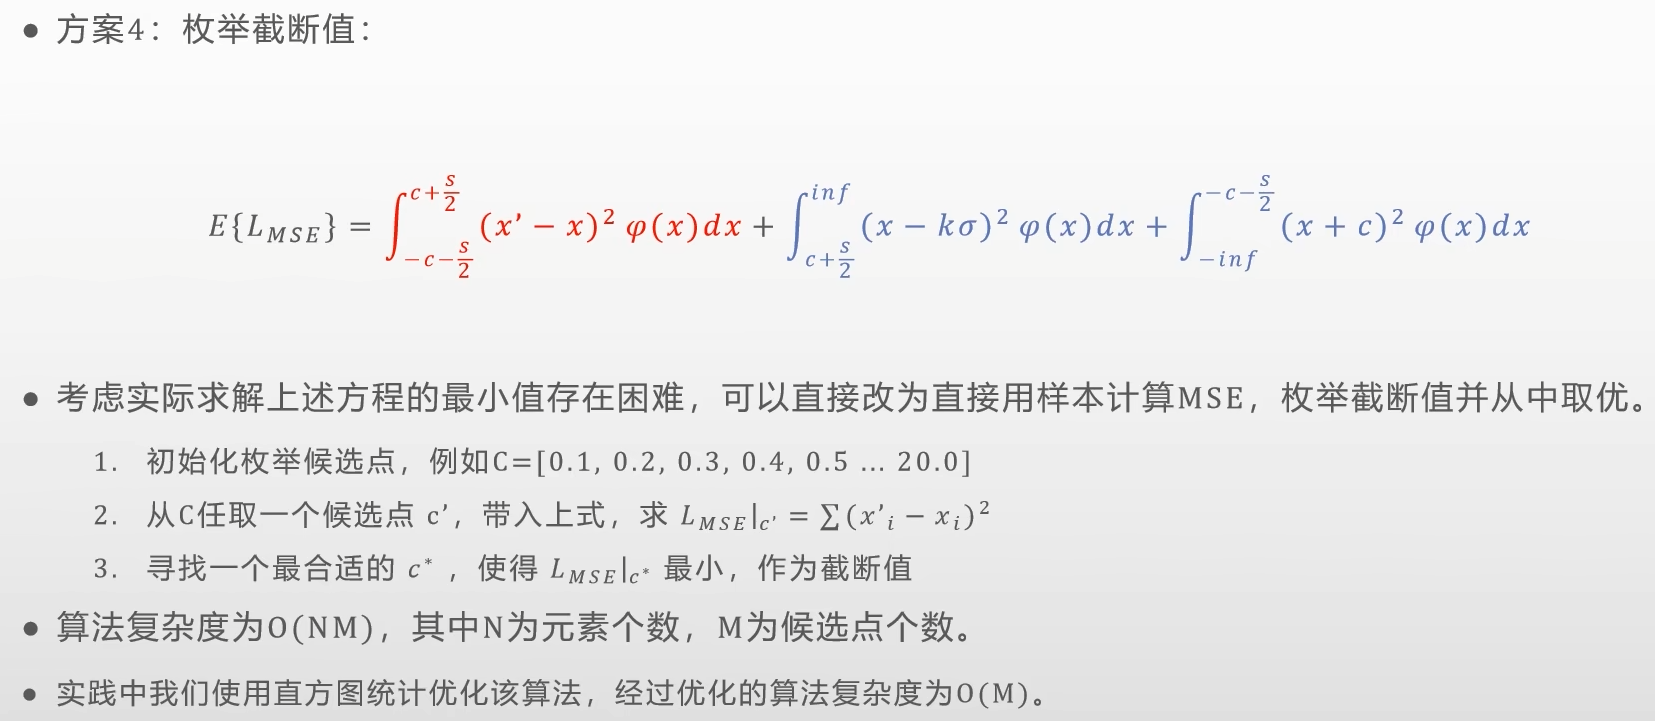 ● 方案4：枚举截断值：
E{L_{MSE}} = ∫_{-c-\frac{s}{2}}^{c+\frac{s}{2}} (x' − x)^2 φ(x)dx + ∫_{c+\frac{s}{2}}^{inf} (x − kσ)^2 φ(x)dx + ∫_{-inf}^{-c-\frac{s}{2}} (x + c)^2 φ(x)dx
● 考虑实际求解上述方程的最小值存在困难，可以直接改为直接用样本计算MSE，枚举截断值并从中取优。
1. 初始化枚举候选点，例如C=[0.1, 0.2, 0.3, 0.4, 0.5 … 20.0]
2. 从C任取一个候选点 c'，带入上式，求 L_{MSE}|_{c'} = ∑(x'_i − x_i)^2
3. 寻找一个最合适的 c^*，使得 L_{MSE}|_{c^*} 最小，作为截断值
● 算法复杂度为O(NM)，其中N为元素个数，M为候选点个数。
● 实践中我们使用直方图统计优化该算法，经过优化的算法复杂度为O(M)。